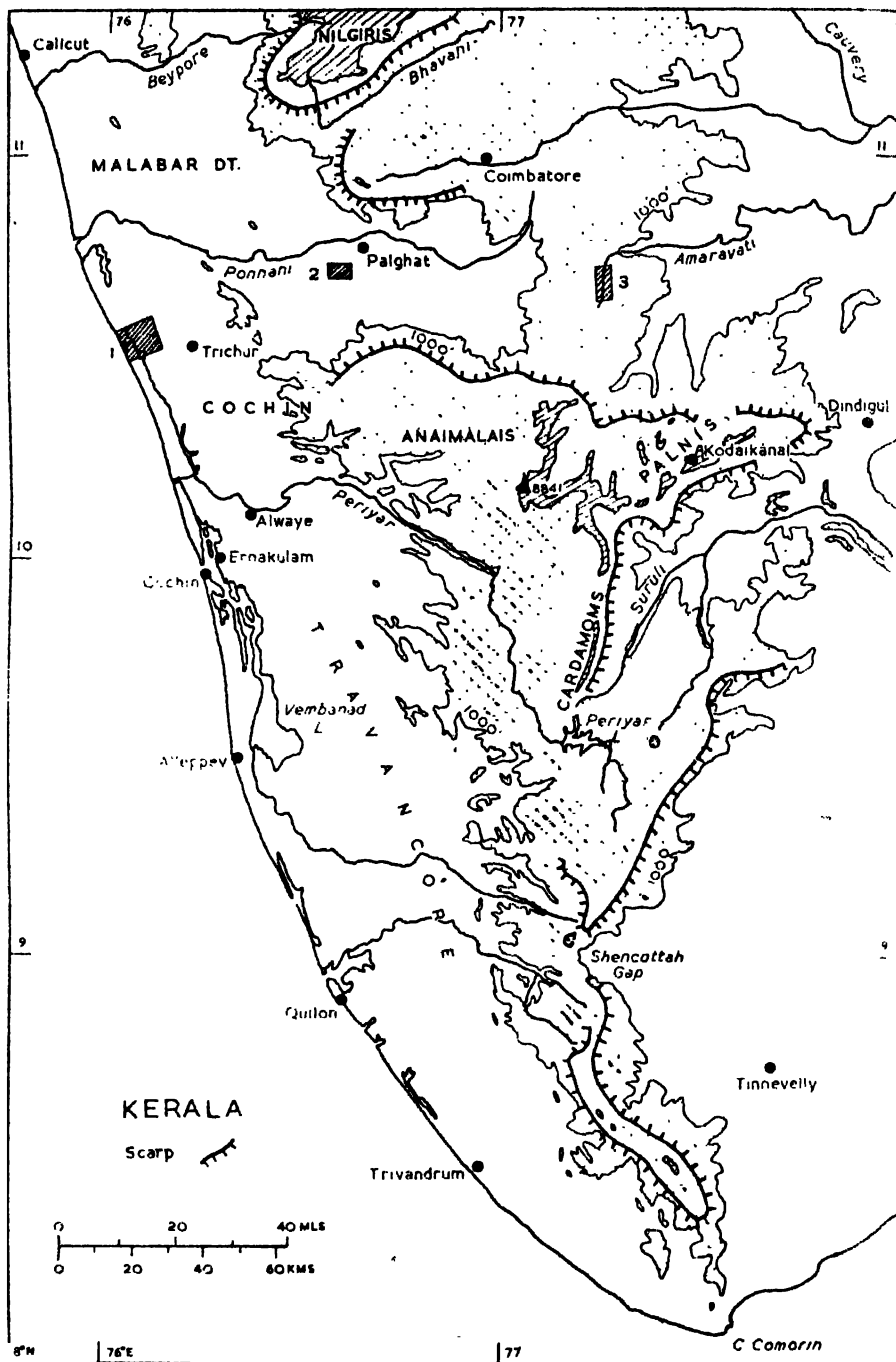 76
77
Calicut
NILGIRIS
Beypore
Bhavani
Cauvery
11
11
MALABAR DT.
Coimbatore
1000'
Ponnani
2
Palghat
Amaravati
3
1
Trichur
1000'
COCHIN
Dindigul
ANAIMALAIS
PALNIS
Kodaikánal
8841
Periyar
Alwaye
10
Ernakulam
Cochin
Suruli
CARDAMOMS
TRAVANCORE
Vembanad
L
1000'
Periyar
Alleppey
1000
9
9
Shencottah
Gap
Quilon
Tinnevelly
KERALA
Scarp
Trivandrum
0 20 40 MLS
0 20 40 60 KMS
8°N
76°E
77
C Comorin